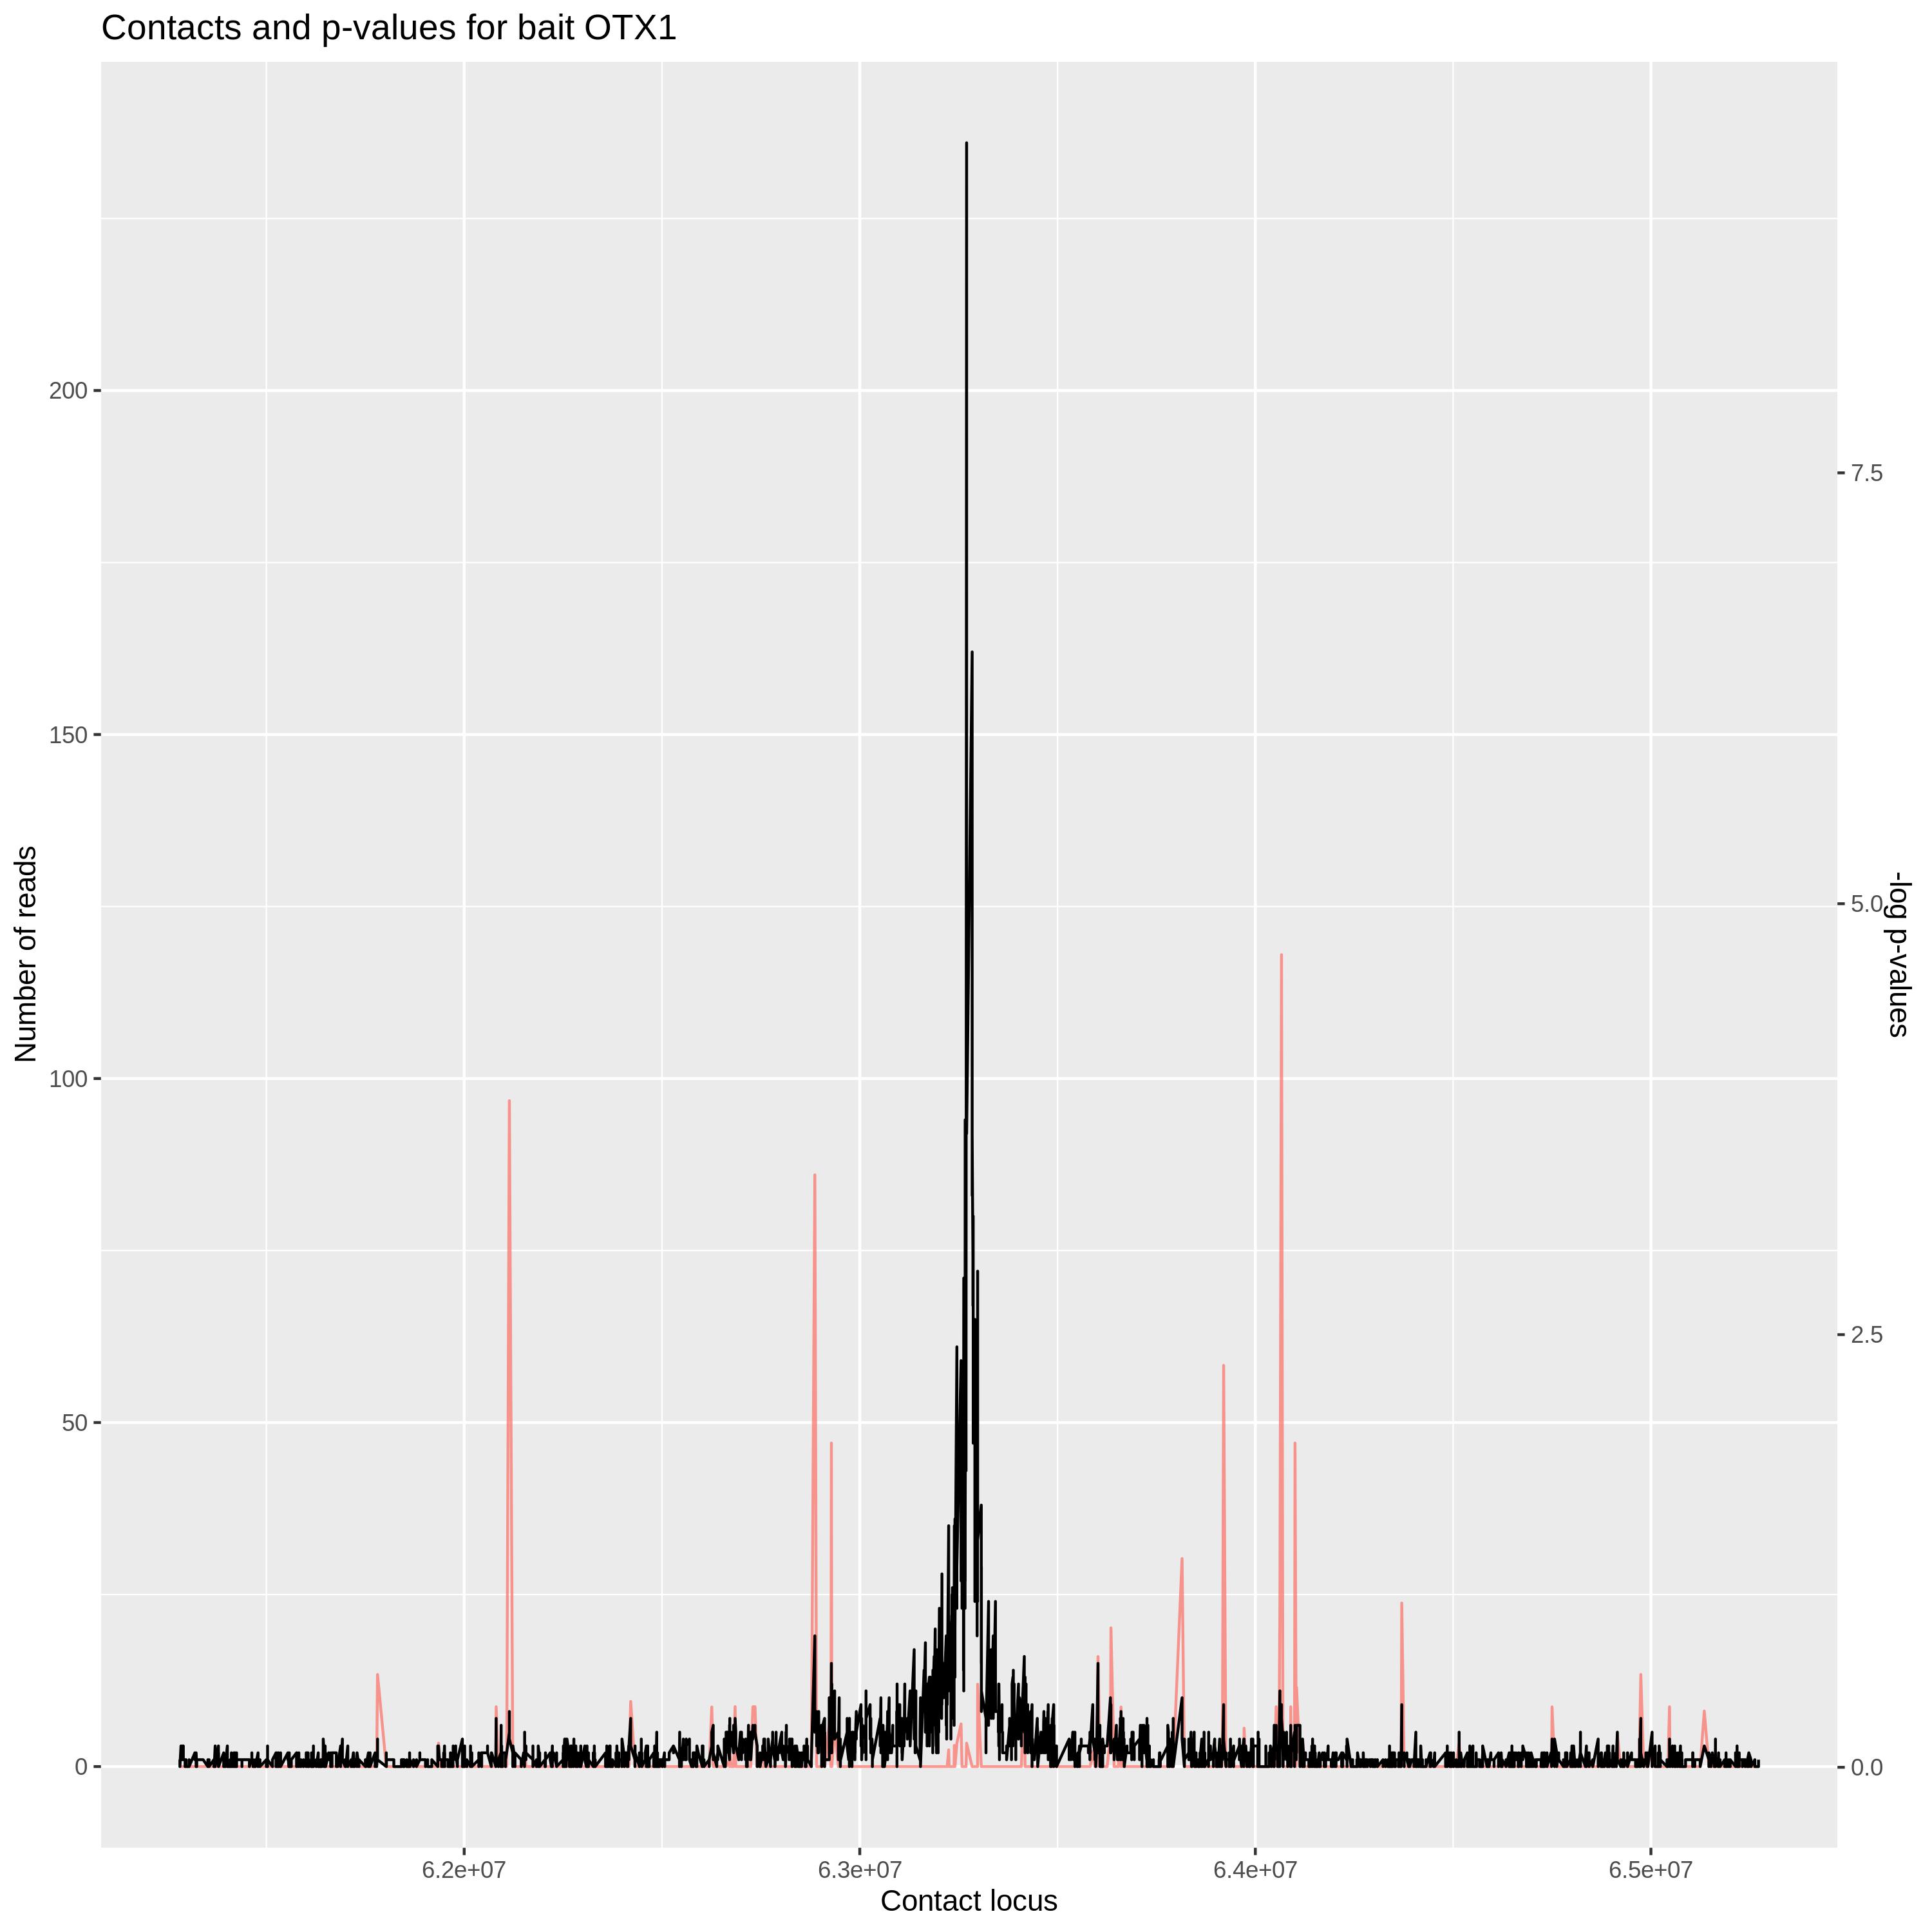 Contacts and p-values for bait OTX1
200
150
100
50
0
Number of reads
7.5
5.0
2.5
0.0
-log p-values
6.2e+07
6.3e+07
6.4e+07
6.5e+07
Contact locus